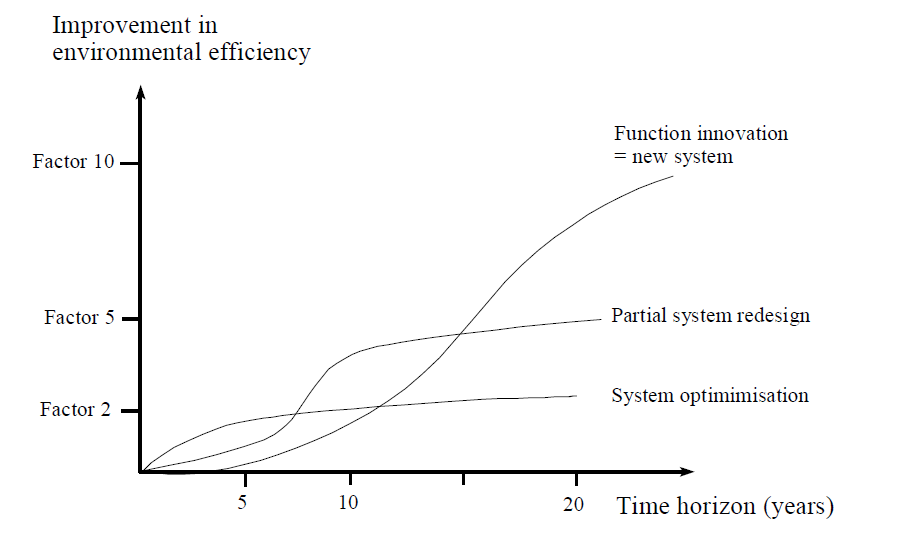 Improvement in
environmental efficiency
Function innovation
= new system
Factor 10
Factor 5
Partial system redesign
System optimimisation
Factor 2
5
10
20
Time horizon (years)